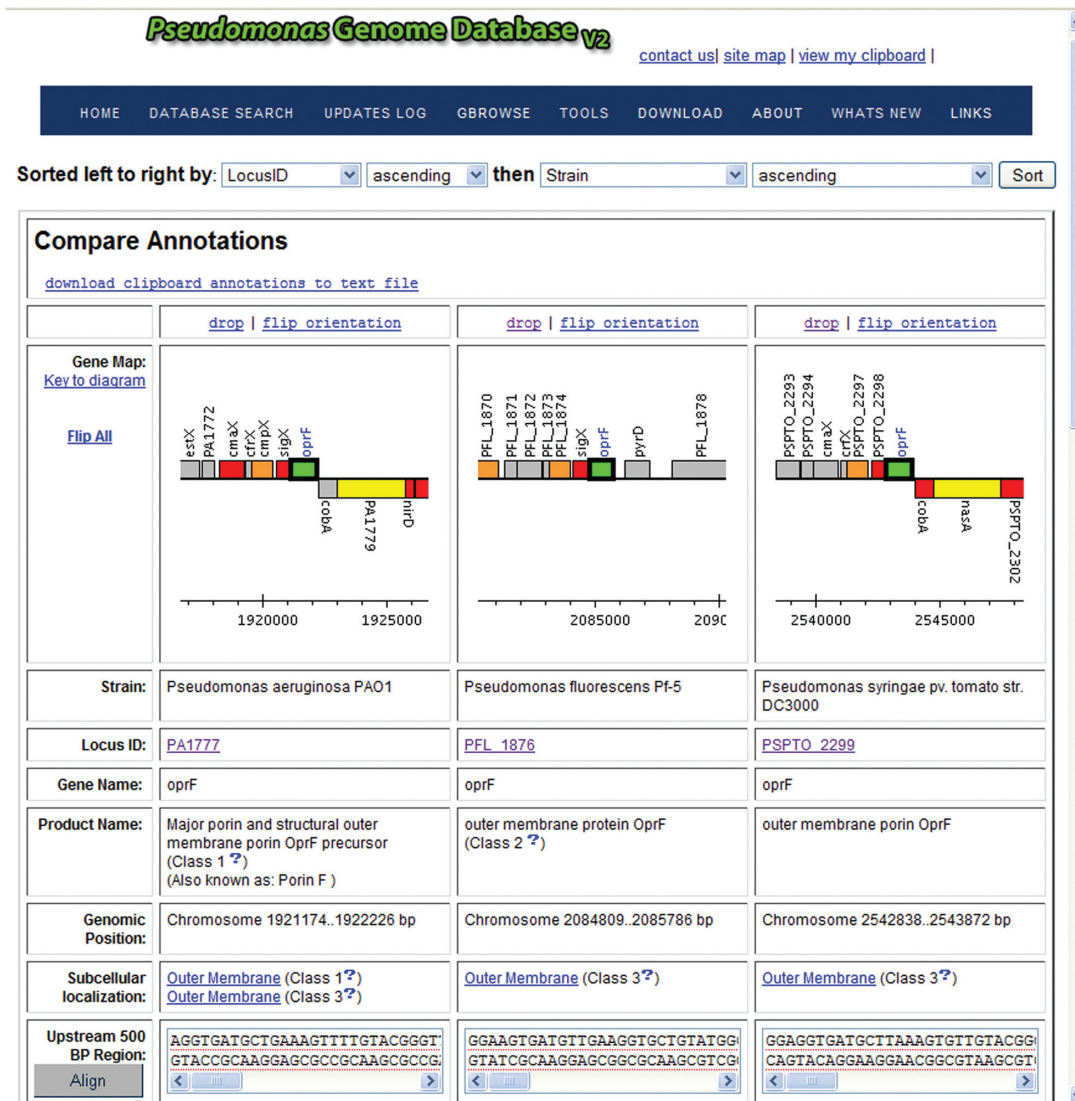 Pseudomonas Genome Database V2
contact us| site map | view my clipboard |
HOME DATABASE SEARCH UPDATES LOG GBROWSE TOOLS DOWNLOAD ABOUT WHATS NEW LINKS
Sorted left to right by: LocusID ascending then Strain ascending Sort
Compare Annotations
download clipboard annotations to text file
drop | flip orientation drop | flip orientation drop | flip orientation
Gene Map:
Key to diagram
Flip All
estX PA1772 cmaX cfrX cmpX sigX oprF
cobA PA1779 nirD
1920000 1925000
PFL_1870 PFL_1871 PFL_1872 PFL_1873 PFL_1874 sigX oprF pyrD PFL_1878
2085000 2090
PSPTO_2293 PSPTO_2294 cmaX crfX PSPTO_2297 PSPTO_2298 oprF
cobA nasA PSPTO_2302
2540000 2545000
Strain: Pseudomonas aeruginosa PAO1 Pseudomonas fluorescens Pf-5 Pseudomonas syringae pv. tomato str.
DC3000
Locus ID: PA1777 PFL_1876 PSPTO_2299
Gene Name: oprF oprF oprF
Product Name: Major porin and structural outer outer membrane protein OprF outer membrane porin OprF
membrane porin OprF precursor (Class 2 ?)
(Class 1 ?)
(Also known as: Porin F )
Genomic Chromosome 1921174..1922226 bp Chromosome 2084809..2085786 bp Chromosome 2542838..2543872 bp
Position:
Subcellular Outer Membrane (Class 1?) Outer Membrane (Class 3?) Outer Membrane (Class 3?)
localization: Outer Membrane (Class 3?)
Upstream 500 AGGTGATGCTGAAAGTTTTGTACGGGT GGAAGTGATGTTGAAGGTGCTGTATGG GGAGGTGATGCTTAAAGTGTTGTACGG
BP Region: GTACCGCAAGGAGCGCCGCAAGCGCCG GTATCGCAAGGAGCGGCGCAAGCGTCG CAGTACAGGAAGGAACGGCGTAAGCGT
Align